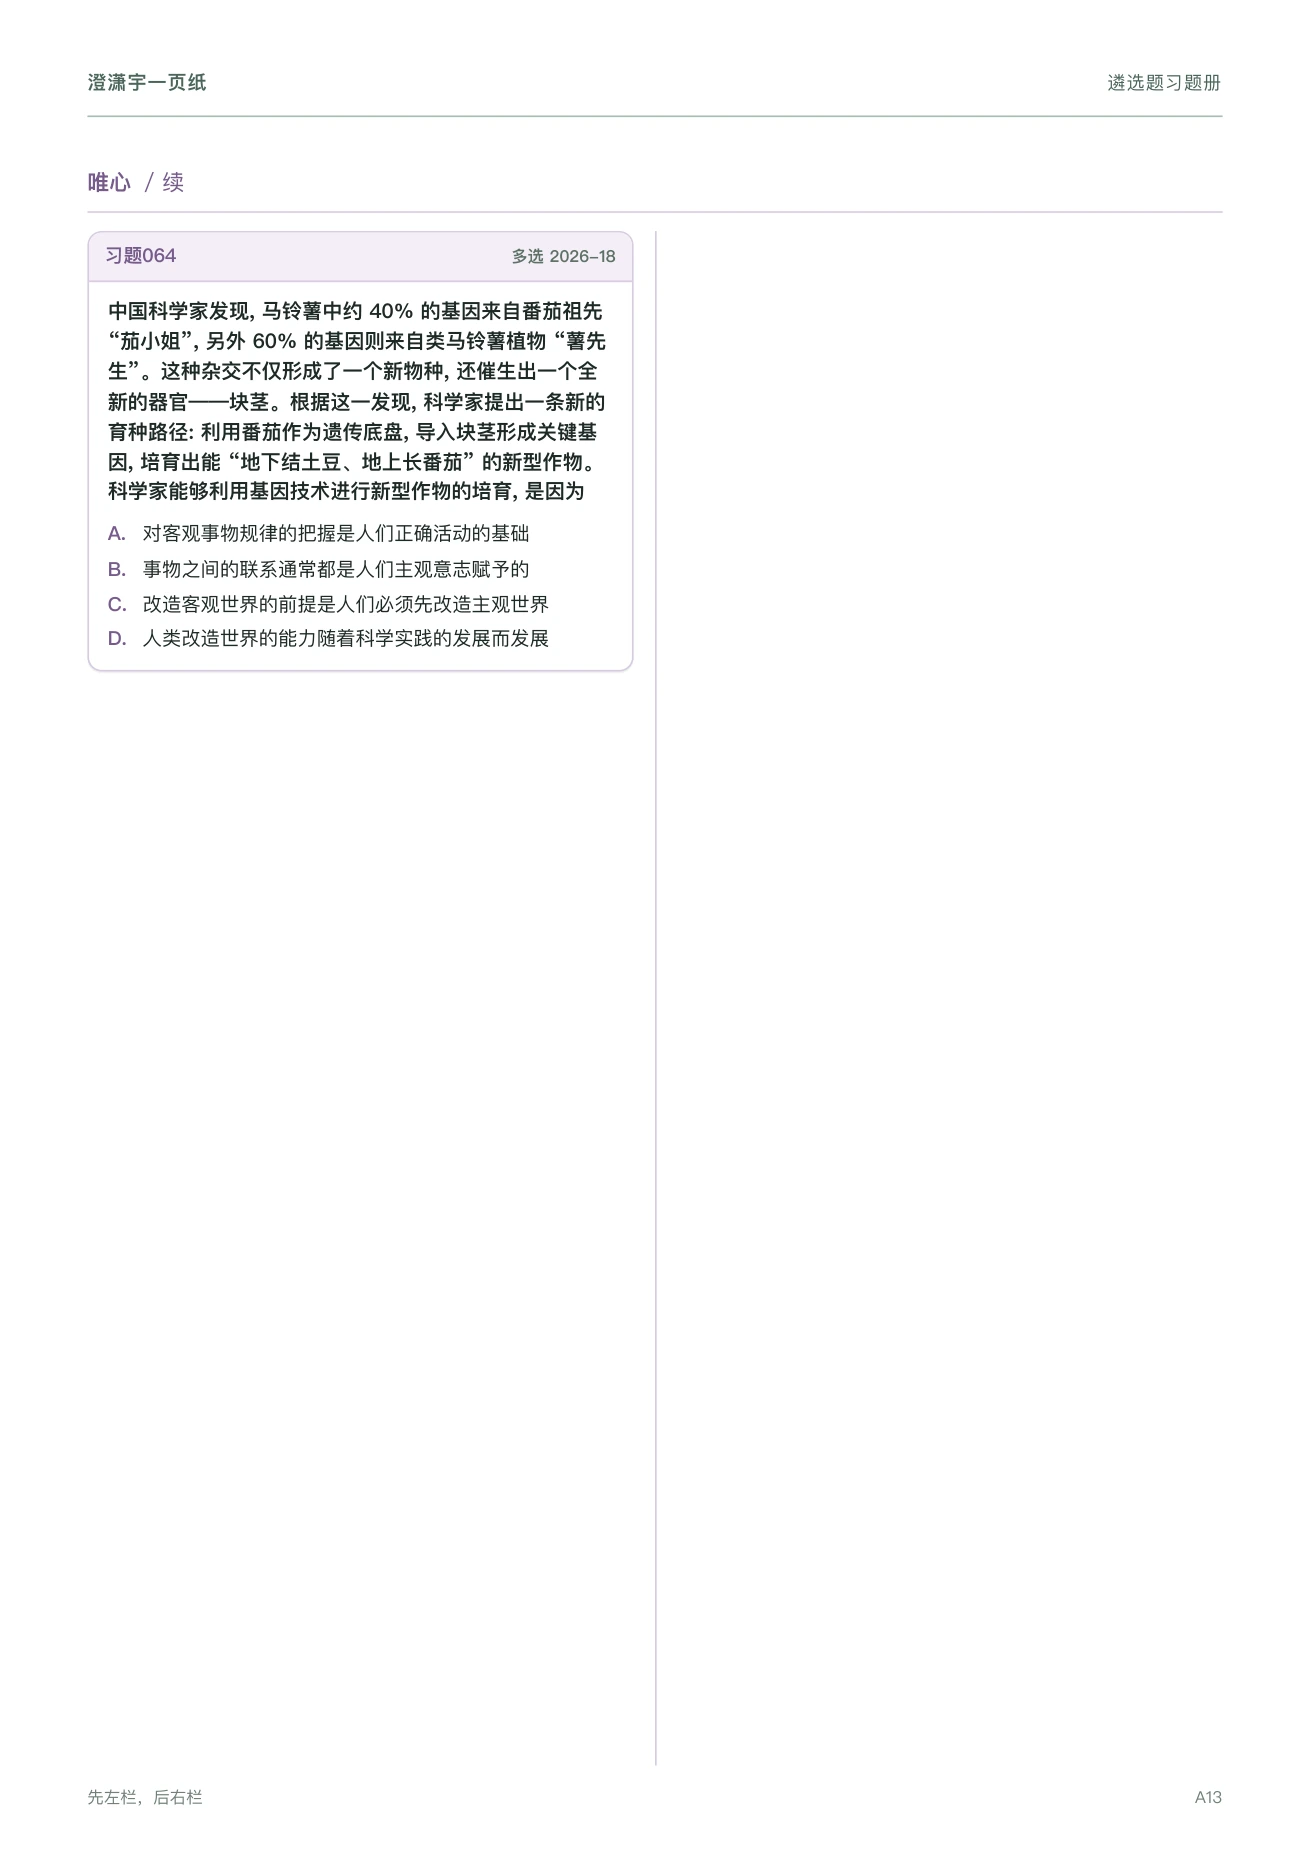 澄潇宇一页纸
遴选题习题册
唯心 / 续
习题064
多选 2026–18
中国科学家发现, 马铃薯中约 40% 的基因来自番茄祖先
“茄小姐”, 另外 60% 的基因则来自类马铃薯植物 “薯先
生”。这种杂交不仅形成了一个新物种, 还催生出一个全
新的器官——块茎。根据这一发现, 科学家提出一条新的
育种路径: 利用番茄作为遗传底盘, 导入块茎形成关键基
因, 培育出能 “地下结土豆、地上长番茄” 的新型作物。
科学家能够利用基因技术进行新型作物的培育, 是因为
A. 对客观事物规律的把握是人们正确活动的基础
B. 事物之间的联系通常都是人们主观意志赋予的
C. 改造客观世界的前提是人们必须先改造主观世界
D. 人类改造世界的能力随着科学实践的发展而发展
先左栏，后右栏
A13